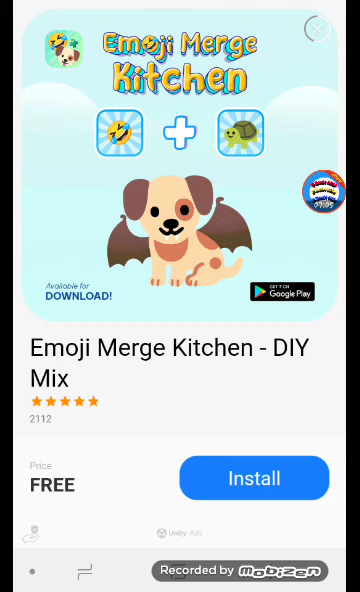 Emoji Merge
Kitchen
Available for
DOWNLOAD!
GET IT ON
Google Play
Emoji Merge Kitchen - DIY
Mix
2112
Price
FREE
Install
Unity Ads
Recorded by MOBIZEN